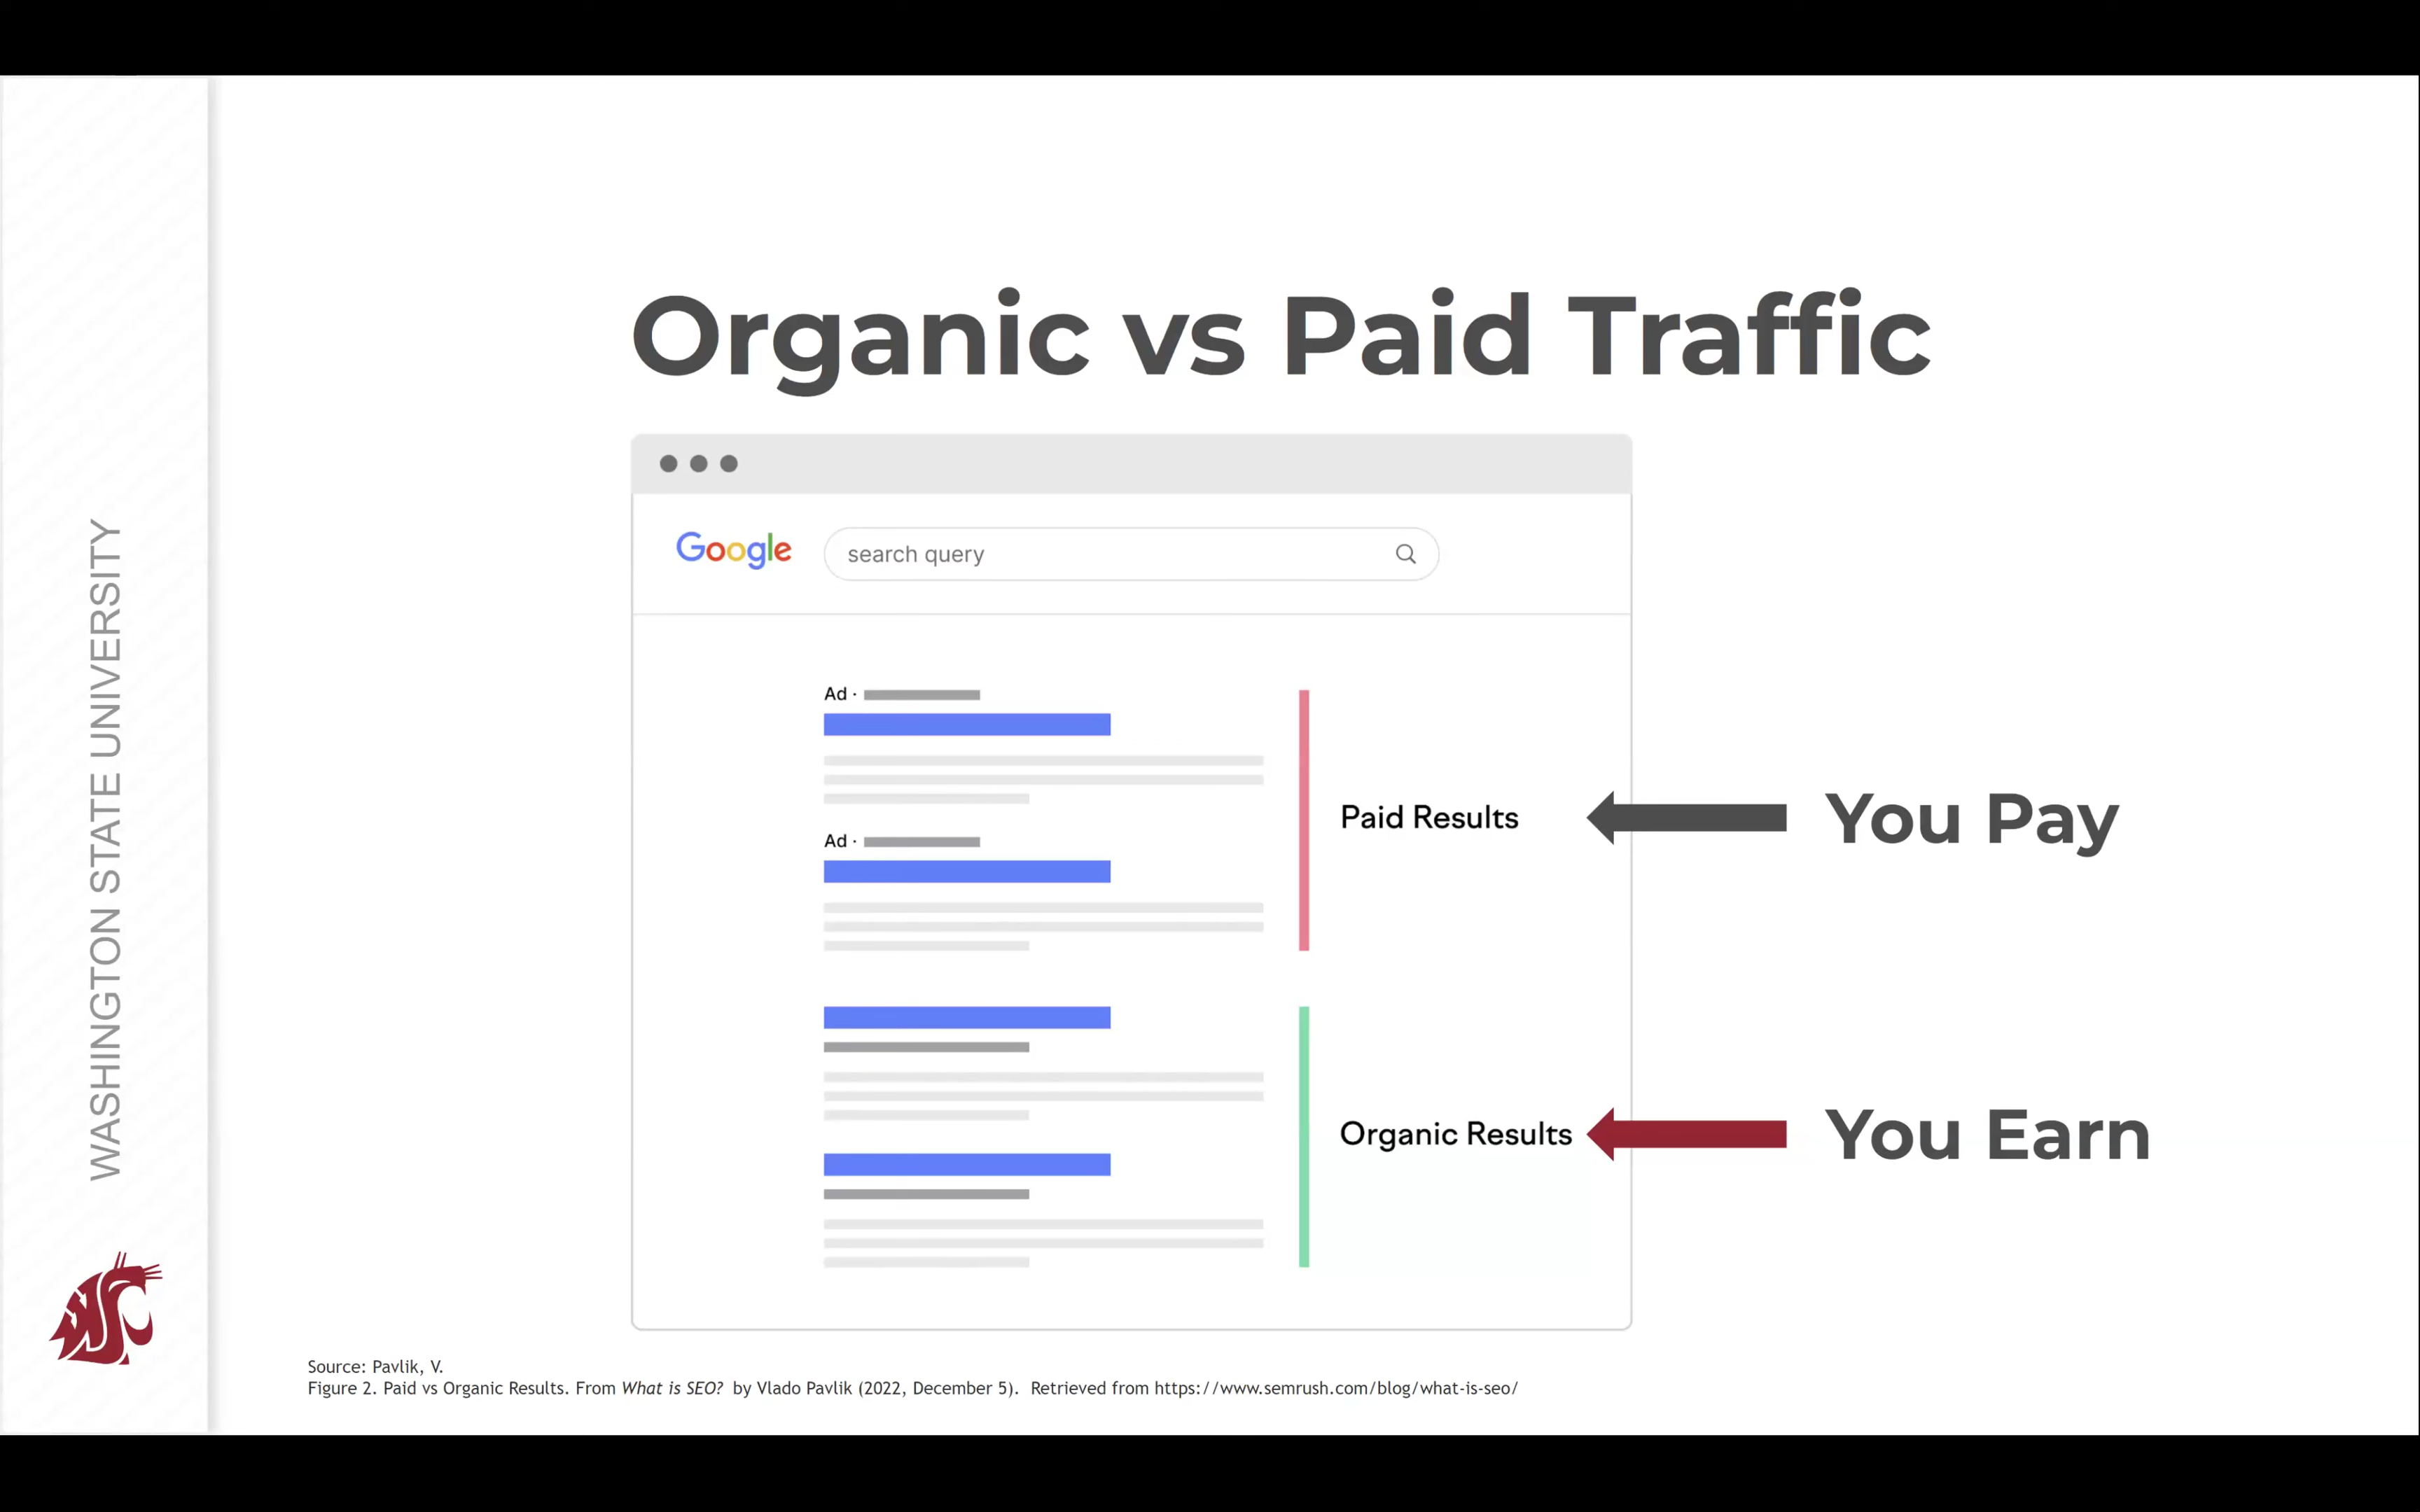 Organic vs Paid Traffic
Google
search query
Ad ·
Paid Results
You Pay
Ad ·
Organic Results
You Earn
WASHINGTON STATE UNIVERSITY
WSC
Source: Pavlik, V.
Figure 2. Paid vs Organic Results. From What is SEO? by Vlado Pavlik (2022, December 5). Retrieved from https://www.semrush.com/blog/what-is-seo/